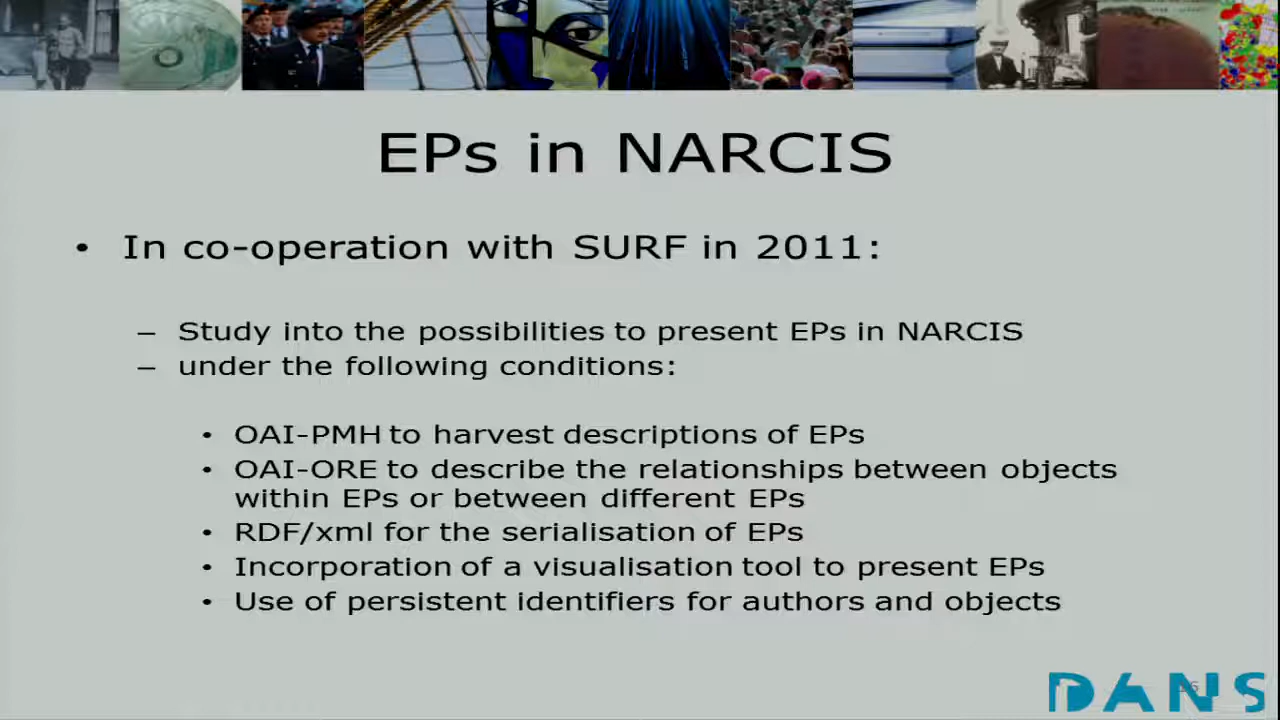 EPs in NARCIS
• In co-operation with SURF in 2011:
– Study into the possibilities to present EPs in NARCIS
– under the following conditions:
• OAI-PMH to harvest descriptions of EPs
• OAI-ORE to describe the relationships between objects
within EPs or between different EPs
• RDF/xml for the serialisation of EPs
• Incorporation of a visualisation tool to present EPs
• Use of persistent identifiers for authors and objects
DANS